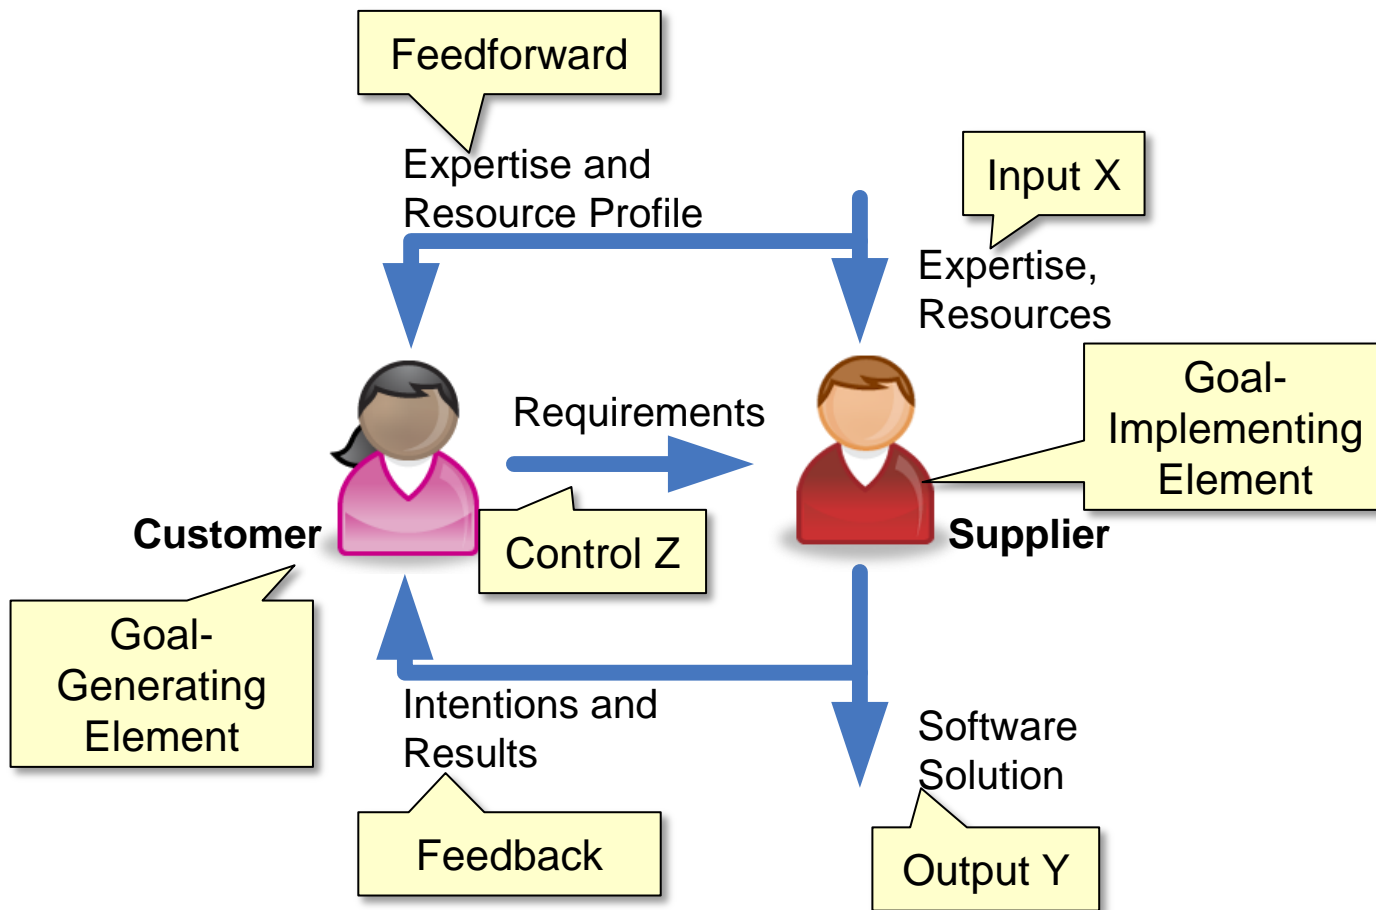 Feedforward
Expertise and
Resource Profile
Input X
Expertise,
Resources
Goal-
Implementing
Element
Requirements
Customer
Supplier
Control Z
Goal-
Generating
Element
Intentions and
Results
Software
Solution
Feedback
Output Y